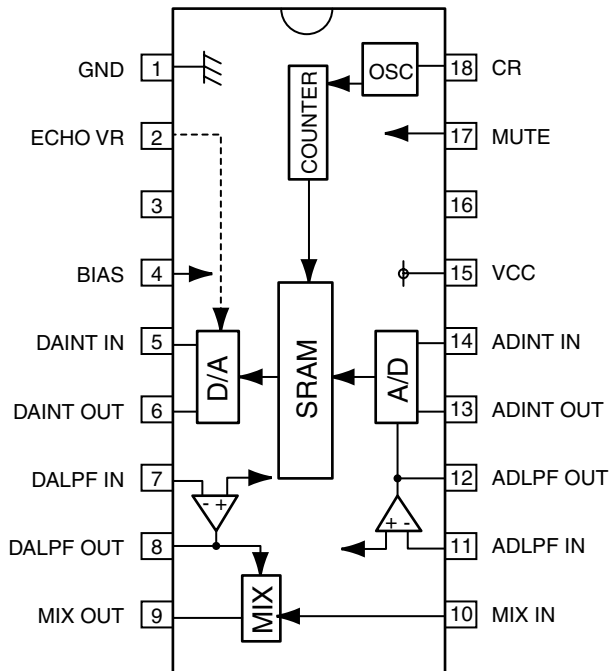 GND 1 OSC 18 CR
COUNTER
ECHO VR 2 17 MUTE
3 16
BIAS 4 15 VCC
DAINT IN 5 14 ADINT IN
D/A SRAM A/D
DAINT OUT 6 13 ADINT OUT
DALPF IN 7 12 ADLPF OUT
- +
+ -
DALPF OUT 8 11 ADLPF IN
MIX OUT 9 MIX 10 MIX IN